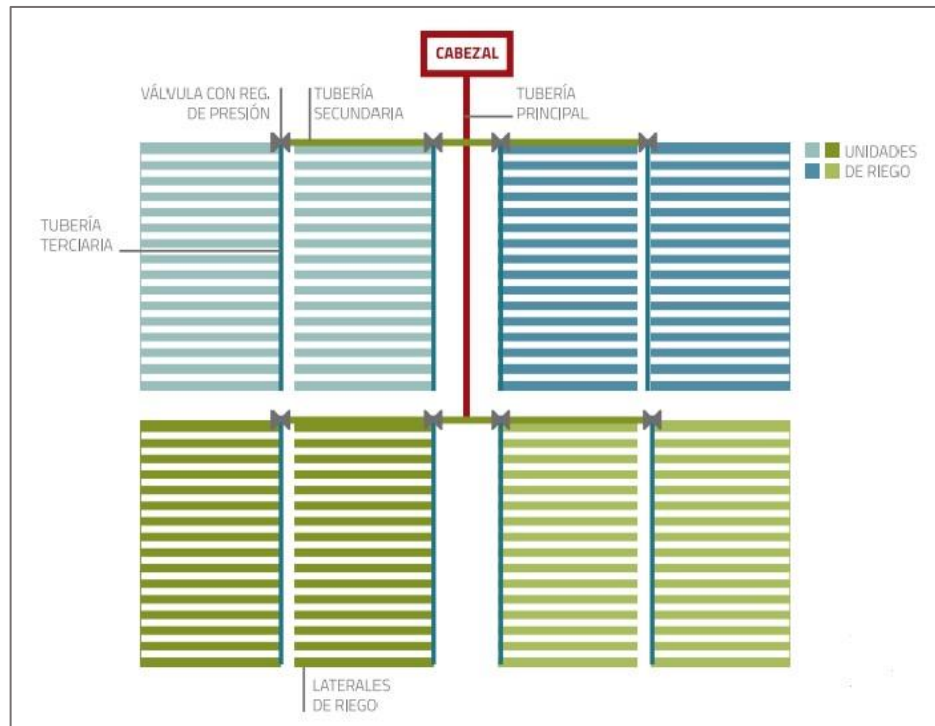 CABEZAL
VÁLVULA CON REG.
DE PRESIÓN
TUBERÍA
SECUNDARIA
TUBERÍA
PRINCIPAL
UNIDADES
DE RIEGO
TUBERÍA
TERCIARIA
LATERALES
DE RIEGO